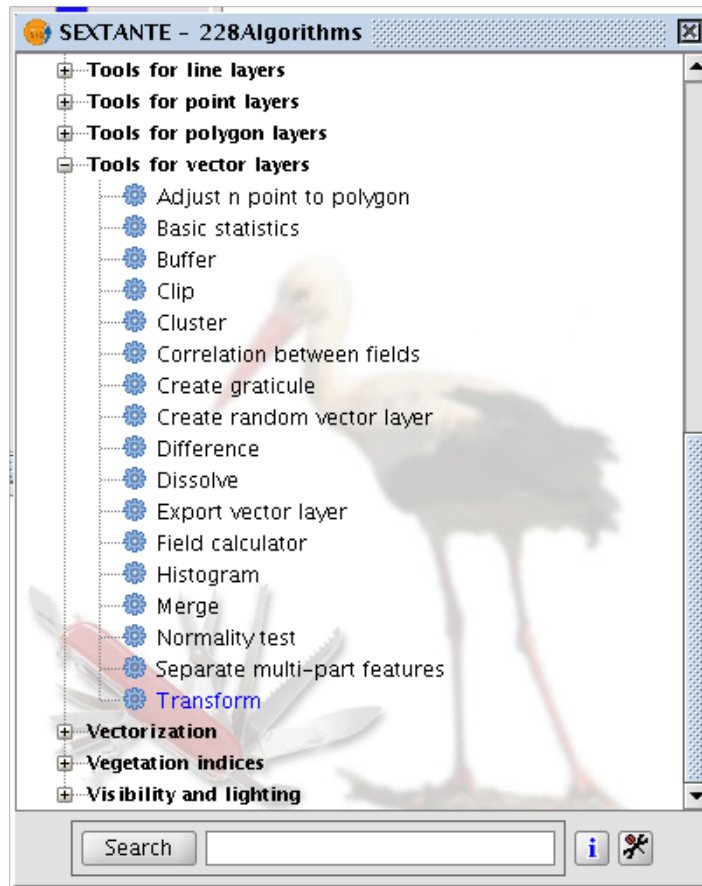 SEXTANTE - 228Algorithms
Tools for line layers
Tools for point layers
Tools for polygon layers
Tools for vector layers
Adjust n point to polygon
Basic statistics
Buffer
Clip
Cluster
Correlation between fields
Create graticule
Create random vector layer
Difference
Dissolve
Export vector layer
Field calculator
Histogram
Merge
Normality test
Separate multi-part features
Transform
Vectorization
Vegetation indices
Visibility and lighting
Search